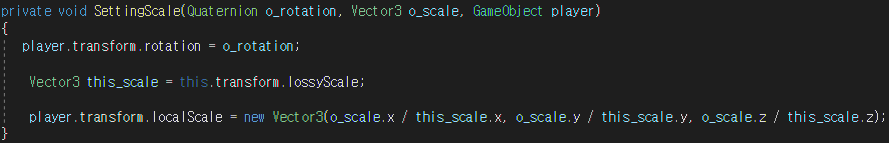 private void SettingScale(Quaternion o_rotation, Vector3 o_scale, GameObject player)
{
player.transform.rotation = o_rotation;
Vector3 this_scale = this.transform.lossyScale;
player.transform.localScale = new Vector3(o_scale.x / this_scale.x, o_scale.y / this_scale.y, o_scale.z / this_scale.z);
}